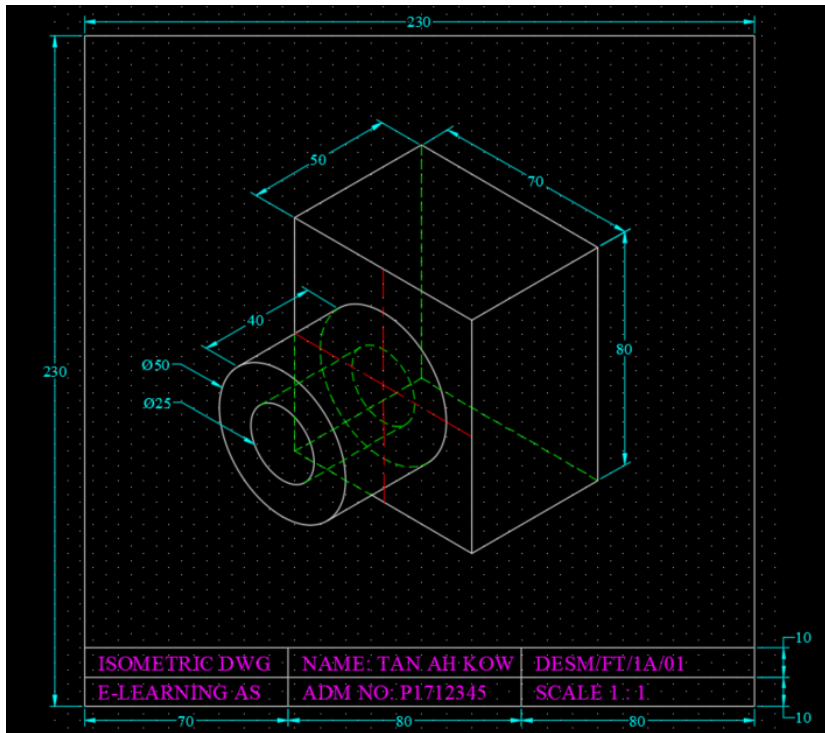 230
50
70
40
80
Ø50
230
Ø25
10
ISOMETRIC DWG NAME: TAN AH KOW DESM/FT/1A/01
E-LEARNING AS ADM NO: P1712345 SCALE 1 : 1
10
70 80 80